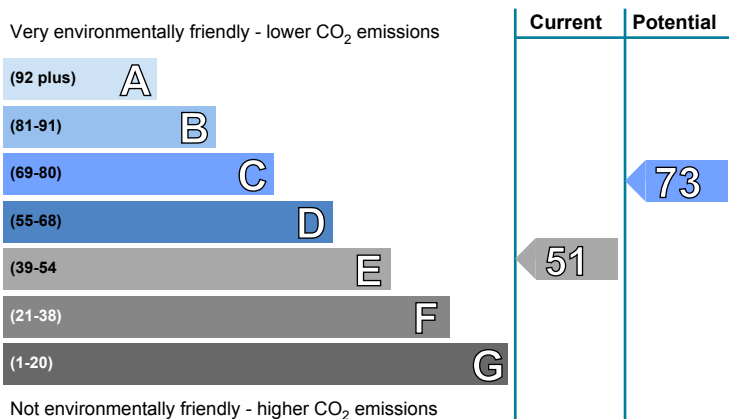 Very environmentally friendly - lower CO2 emissions
Current
Potential
(92 plus) A
(81-91) B
(69-80) C
73
(55-68) D
(39-54 E
51
(21-38) F
(1-20) G
Not environmentally friendly - higher CO2 emissions